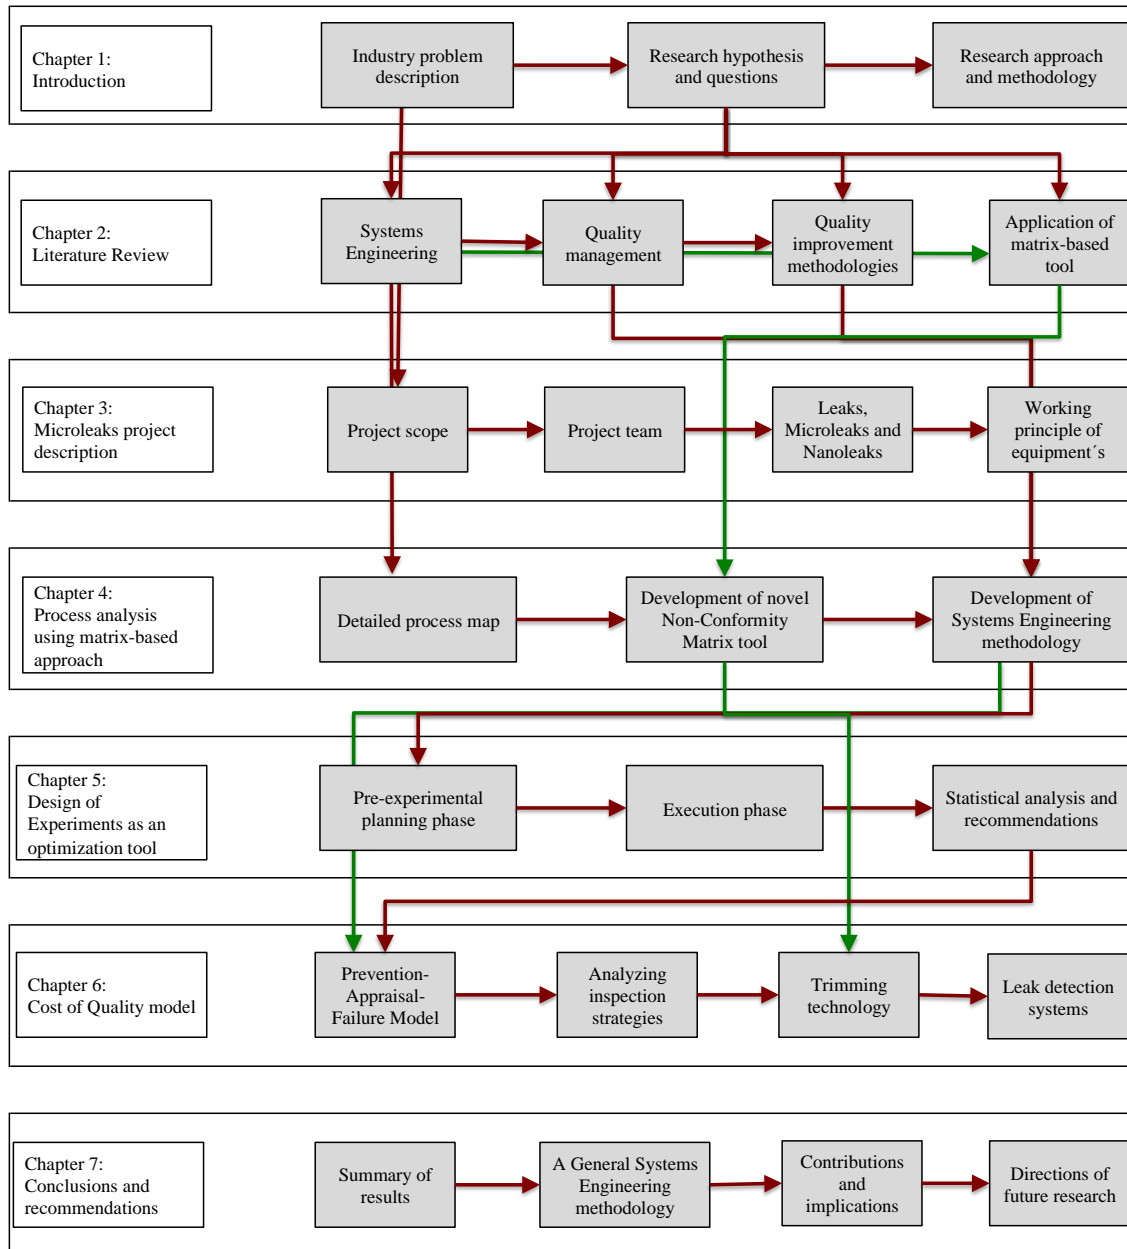 Chapter 1:
Introduction
Industry problem
description
Research hypothesis
and questions
Research approach
and methodology
Chapter 2:
Literature Review
Systems
Engineering
Quality
management
Quality
improvement
methodologies
Application of
matrix-based
tool
Chapter 3:
Microleaks project
description
Project scope
Project team
Leaks,
Microleaks and
Nanoleaks
Working
principle of
equipment´s
Chapter 4:
Process analysis
using matrix-based
approach
Detailed process map
Development of novel
Non-Conformity
Matrix tool
Development of
Systems Engineering
methodology
Chapter 5:
Design of
Experiments as an
optimization tool
Pre-experimental
planning phase
Execution phase
Statistical analysis and
recommendations
Chapter 6:
Cost of Quality model
Prevention-
Appraisal-
Failure Model
Analyzing
inspection
strategies
Trimming
technology
Leak detection
systems
Chapter 7:
Conclusions and
recommendations
Summary of
results
A General Systems
Engineering
methodology
Contributions
and
implications
Directions of
future research